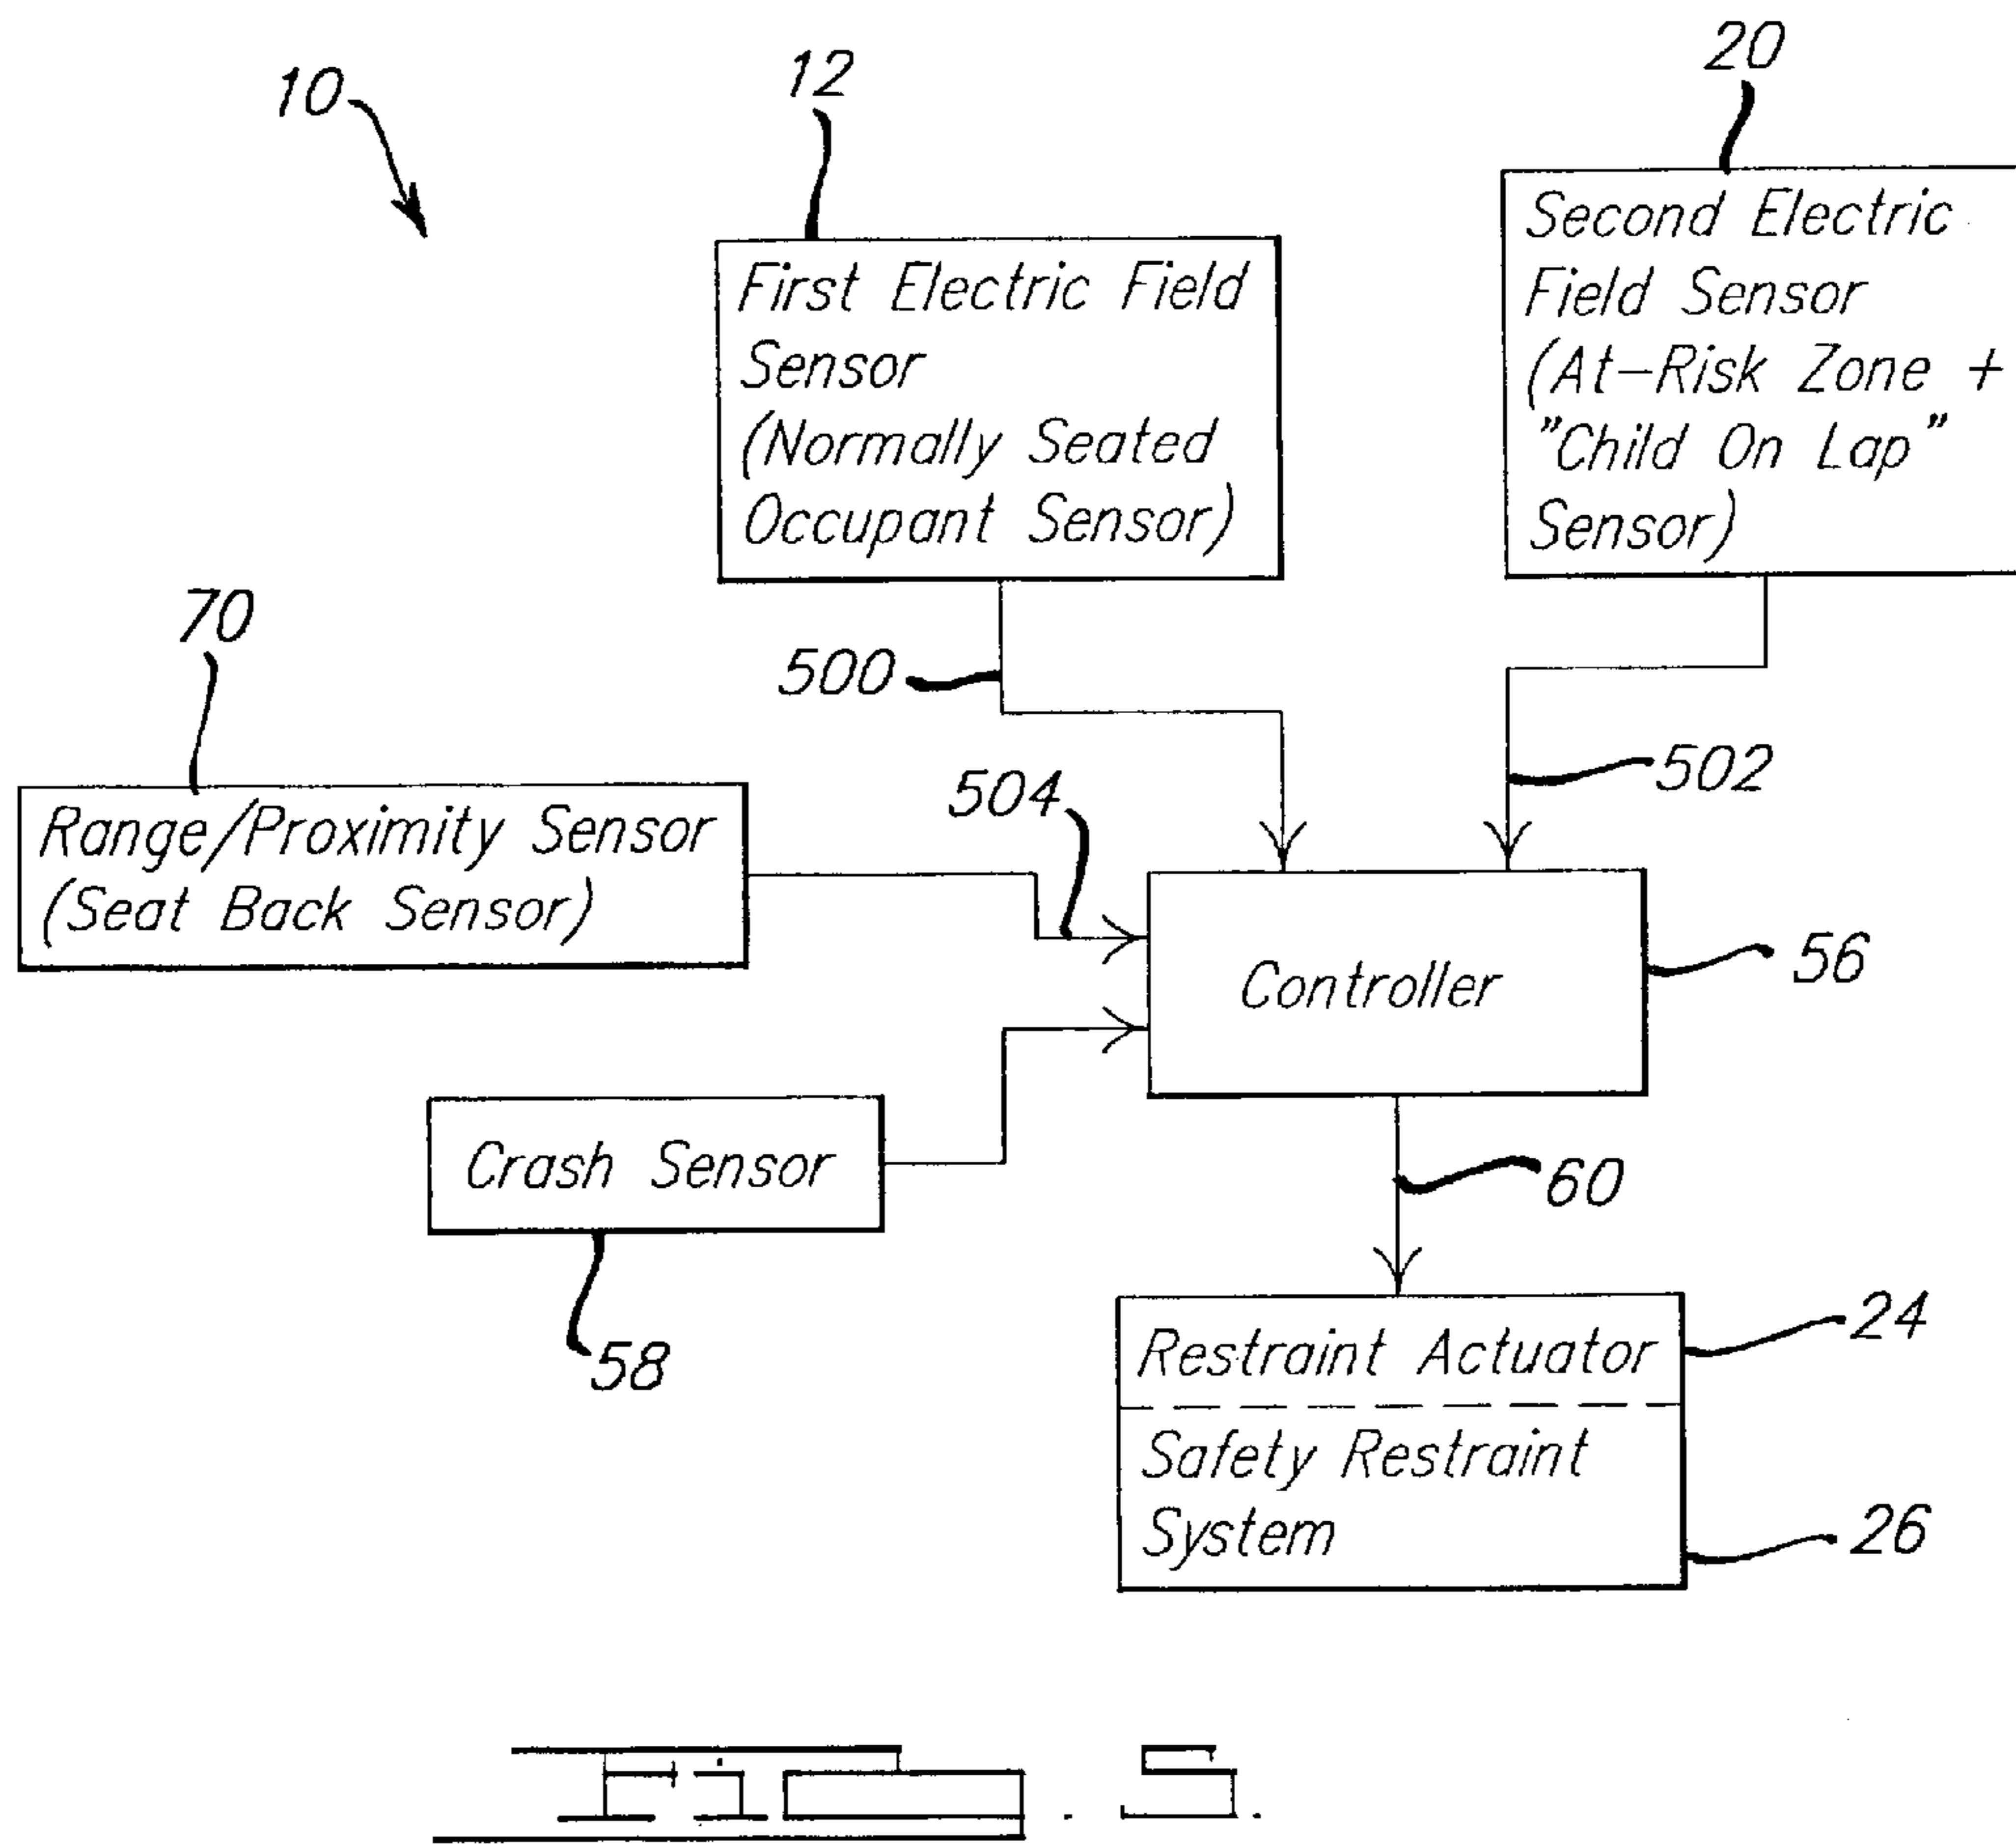 10
12
20
First Electric Field
Sensor
(Normally Seated
Occupant Sensor)
Second Electric
Field Sensor
(At-Risk Zone +
"Child On Lap"
Sensor)
70
500
502
504
Range/Proximity Sensor
(Seat Back Sensor)
Controller
56
Crash Sensor
58
60
Restraint Actuator
24
Safety Restraint
System
26
Fig. 5.